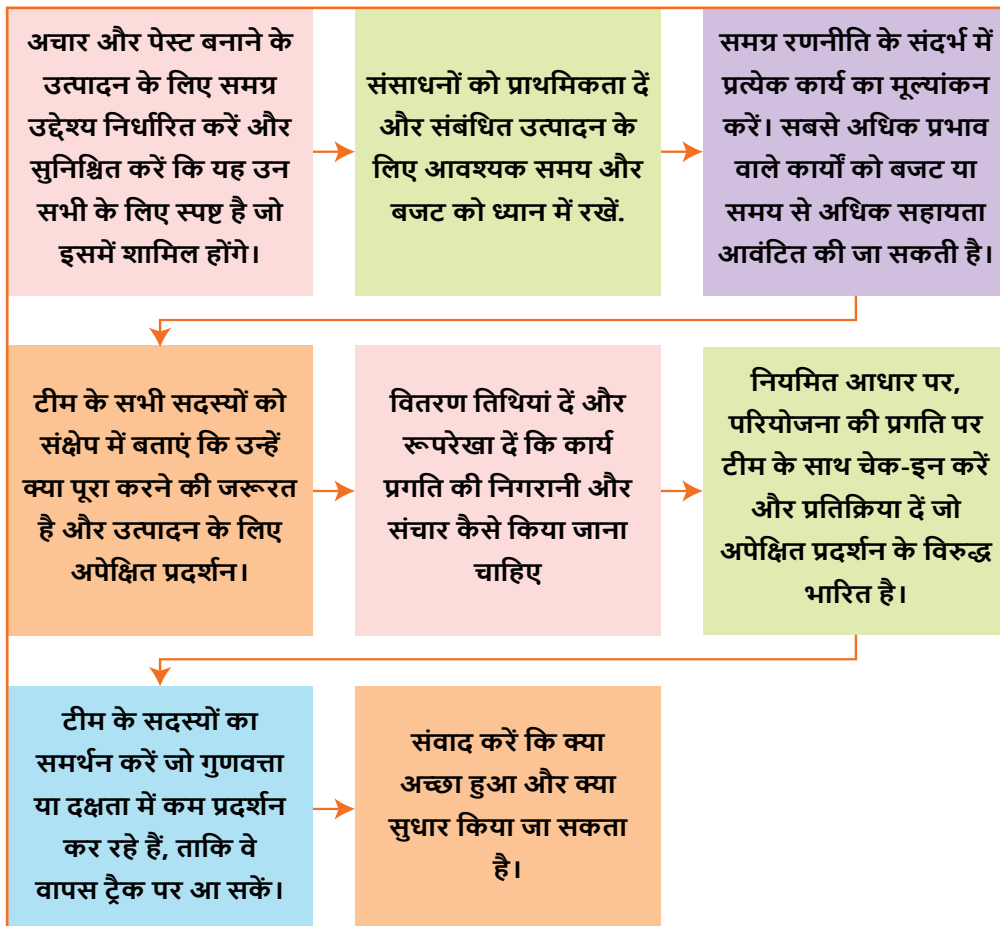 अचार और पेस्ट बनाने के
उत्पादन के लिए समग्र
उद्देश्य निर्धारित करें और
सुनिश्चित करें कि यह उन
सभी के लिए स्पष्ट है जो
इसमें शामिल होंगे।
संसाधनों को प्राथमिकता दें
और संबंधित उत्पादन के
लिए आवश्यक समय और
बजट को ध्यान में रखें.
समग्र रणनीति के संदर्भ में
प्रत्येक कार्य का मूल्यांकन
करें। सबसे अधिक प्रभाव
वाले कार्यों को बजट या
समय से अधिक सहायता
आवंटित की जा सकती है।
टीम के सभी सदस्यों को
संक्षेप में बताएं कि उन्हें
क्या पूरा करने की जरूरत
है और उत्पादन के लिए
अपेक्षित प्रदर्शन।
वितरण तिथियां दें और
रूपरेखा दें कि कार्य
प्रगति की निगरानी और
संचार कैसे किया जाना
चाहिए
नियमित आधार पर,
परियोजना की प्रगति पर
टीम के साथ चेक-इन करें
और प्रतिक्रिया दें जो
अपेक्षित प्रदर्शन के विरुद्ध
भारित है।
टीम के सदस्यों का
समर्थन करें जो गुणवत्ता
या दक्षता में कम प्रदर्शन
कर रहे हैं, ताकि वे
वापस ट्रैक पर आ सकें।
संवाद करें कि क्या
अच्छा हुआ और क्या
सुधार किया जा सकता
है।